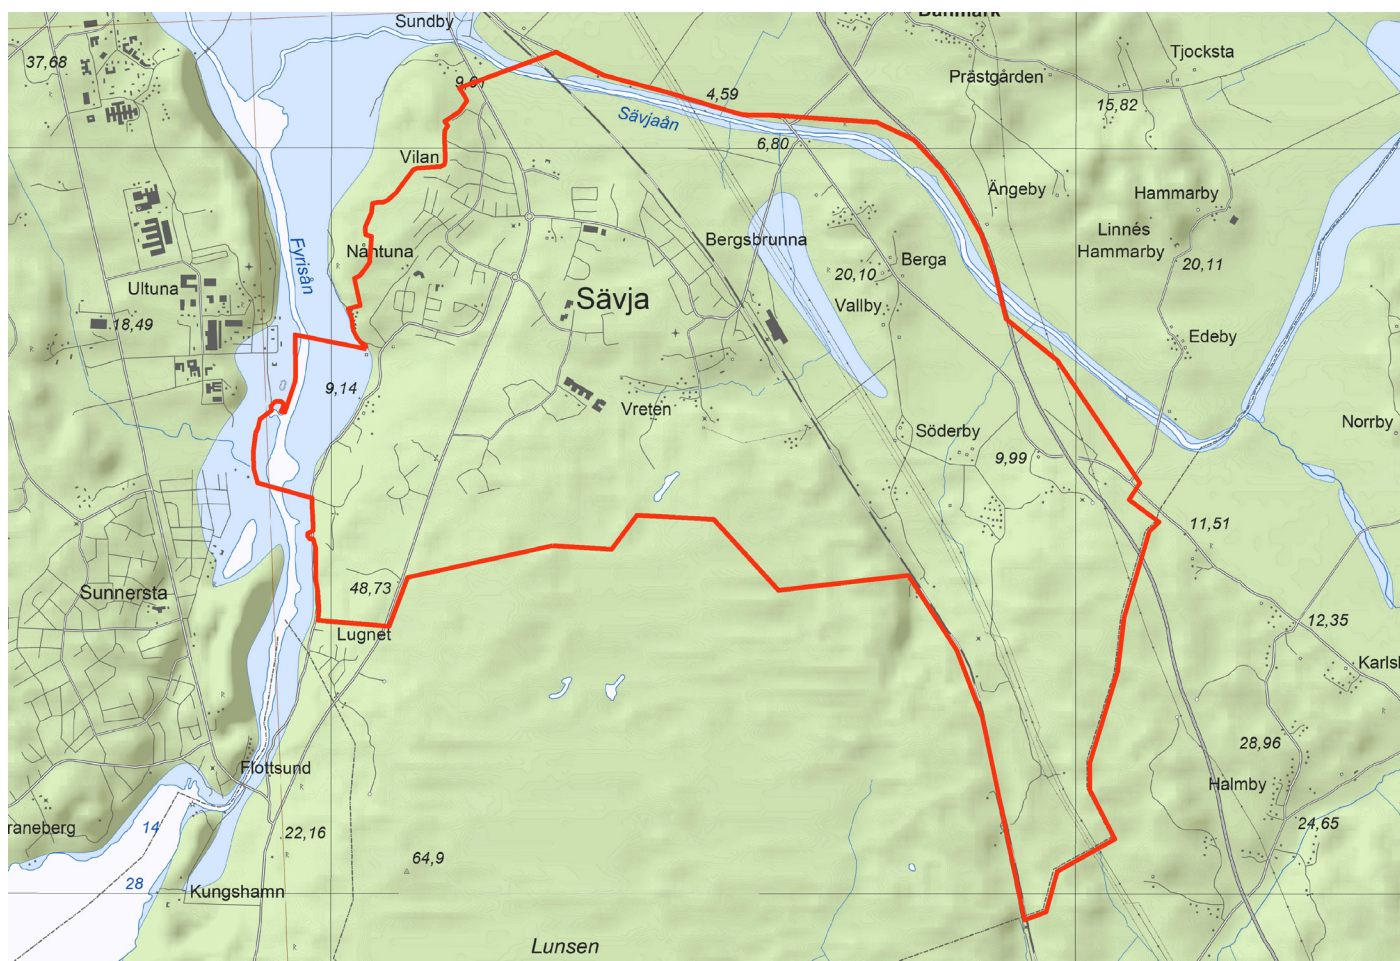 Sundby
Danmark
37,68
Tjocksta
Prästgården
4,59
15,82
Sävjaån
6,80
Vilan
Ängeby
Hammarby
Linnés
Hammarby
Nåntuna
Bergsbrunna
Fyrisån
Berga
20,10
20,11
Ultuna
Sävja
Vallby
18,49
Edeby
9,14
Vreten
Söderby
Norrby
9,99
11,51
Sunnersta
48,73
12,35
Lugnet
Karlsl
28,96
Flottsund
Halmby
raneberg
14
22,16
24,65
64,9
28
Kungshamn
Lunsen